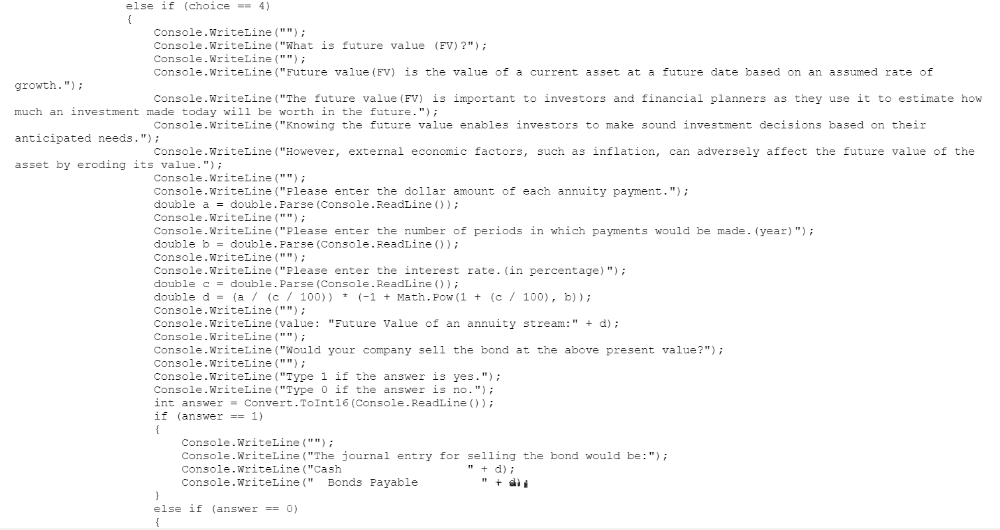 else if (choice == 4)
{
Console.WriteLine("");
Console.WriteLine("What is future value (FV)?");
Console.WriteLine("");
Console.WriteLine("Future value(FV) is the value of a current asset at a future date based on an assumed rate of
growth.");
Console.WriteLine("The future value(FV) is important to investors and financial planners as they use it to estimate how
much an investment made today will be worth in the future.");
Console.WriteLine("Knowing the future value enables investors to make sound investment decisions based on their
anticipated needs.");
Console.WriteLine("However, external economic factors, such as inflation, can adversely affect the future value of the
asset by eroding its value.");
Console.WriteLine("");
Console.WriteLine("Please enter the dollar amount of each annuity payment.");
double a = double.Parse(Console.ReadLine());
Console.WriteLine("");
Console.WriteLine("Please enter the number of periods in which payments would be made.(year)");
double b = double.Parse(Console.ReadLine());
Console.WriteLine("");
Console.WriteLine("Please enter the interest rate.(in percentage)");
double c = double.Parse(Console.ReadLine());
double d = (a / (c / 100)) * (-1 + Math.Pow(1 + (c / 100), b));
Console.WriteLine("");
Console.WriteLine(value: "Future Value of an annuity stream:" + d);
Console.WriteLine("");
Console.WriteLine("Would your company sell the bond at the above present value?");
Console.WriteLine("");
Console.WriteLine("Type 1 if the answer is yes.");
Console.WriteLine("Type 0 if the answer is no.");
int answer = Convert.ToInt16(Console.ReadLine());
if (answer == 1)
{
Console.WriteLine("");
Console.WriteLine("The journal entry for selling the bond would be:");
Console.WriteLine("Cash                  " + d);
Console.WriteLine("  Bonds Payable         " + d);
}
else if (answer == 0)
{